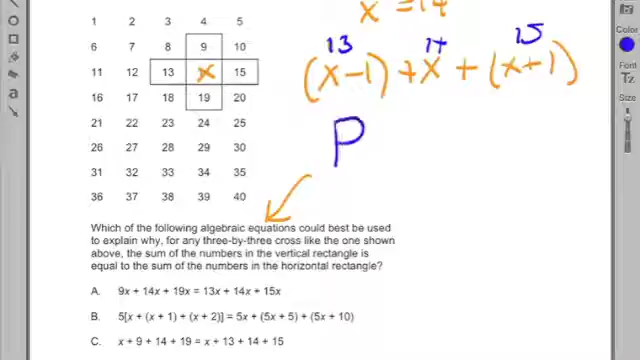 x = 14
1 2 3 4 5
6 7 8 9 10
11 12 13 x 15
16 17 18 19 20
21 22 23 24 25
26 27 28 29 30
31 32 33 34 35
36 37 38 39 40
13 14 15
(x-1) + x + (x+1)
P
Which of the following algebraic equations could best be used
to explain why, for any three-by-three cross like the one shown
above, the sum of the numbers in the vertical rectangle is
equal to the sum of the numbers in the horizontal rectangle?
A. 9x + 14x + 19x = 13x + 14x + 15x
B. 5[x + (x + 1) + (x + 2)] = 5x + (5x + 5) + (5x + 10)
C. x + 9 + 14 + 19 = x + 13 + 14 + 15
Color
Font
Tz
Size
a